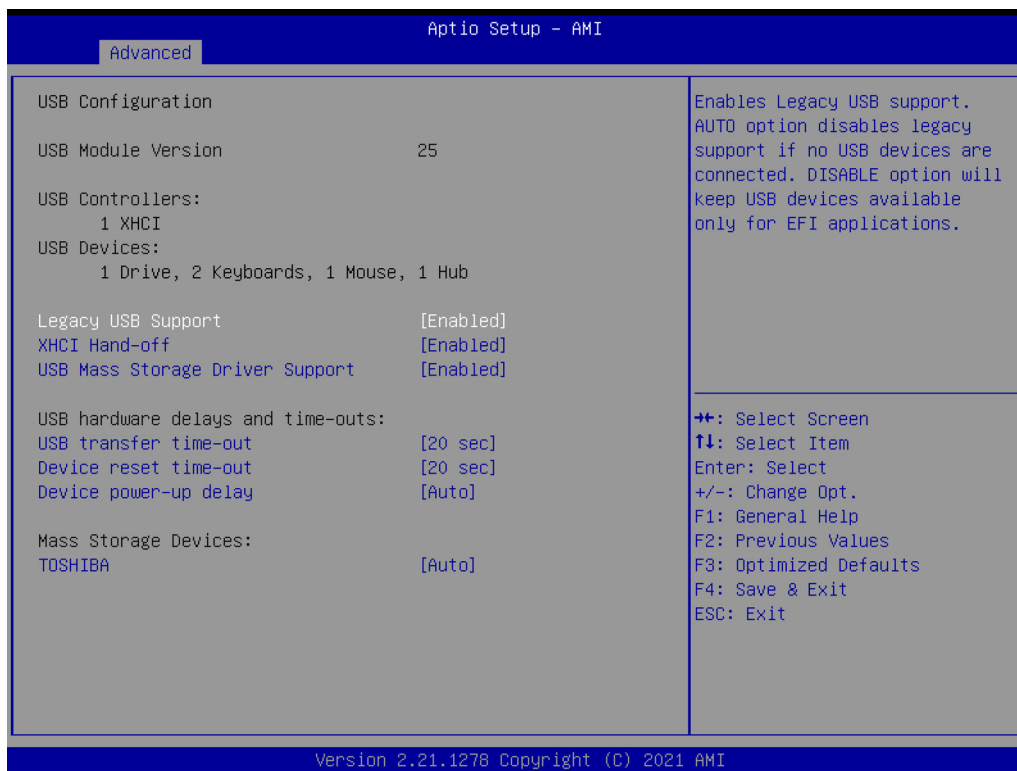 Aptio Setup – AMI
Advanced
USB Configuration
USB Module Version 25
USB Controllers:
1 XHCI
USB Devices:
1 Drive, 2 Keyboards, 1 Mouse, 1 Hub
Legacy USB Support [Enabled]
XHCI Hand-off [Enabled]
USB Mass Storage Driver Support [Enabled]
USB hardware delays and time-outs:
USB transfer time-out [20 sec]
Device reset time-out [20 sec]
Device power-up delay [Auto]
Mass Storage Devices:
TOSHIBA [Auto]
Enables Legacy USB support.
AUTO option disables legacy
support if no USB devices are
connected. DISABLE option will
keep USB devices available
only for EFI applications.
→←: Select Screen
↑↓: Select Item
Enter: Select
+/-: Change Opt.
F1: General Help
F2: Previous Values
F3: Optimized Defaults
F4: Save & Exit
ESC: Exit
Version 2.21.1278 Copyright (C) 2021 AMI